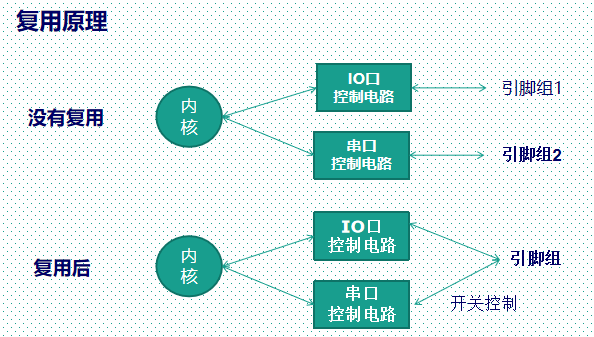 复用原理
没有复用
内
核
IO口
控制电路
引脚组1
串口
控制电路
引脚组2
复用后
内
核
IO口
控制电路
串口
控制电路
引脚组
开关控制